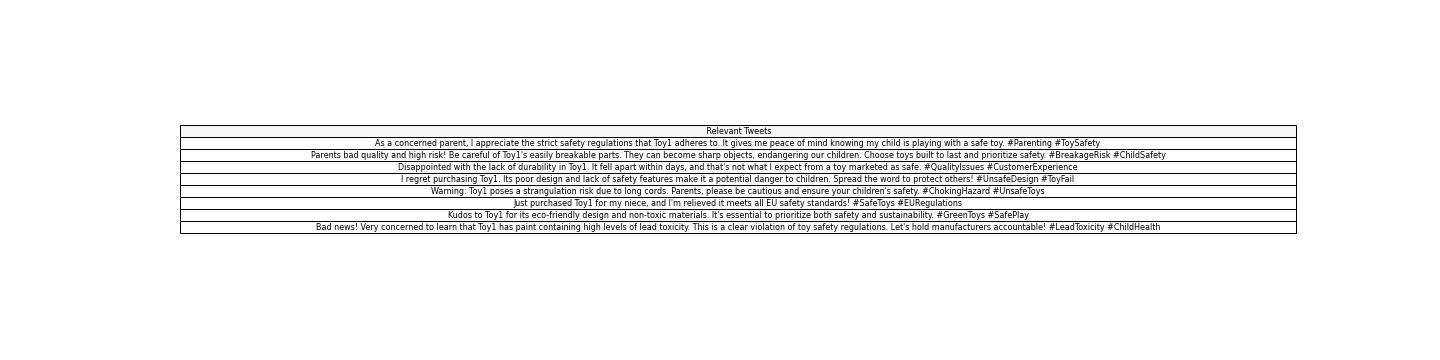 Relevant Tweets
As a concerned parent, I appreciate the strict safety regulations that Toy1 adheres to. It gives me peace of mind knowing my child is playing with a safe toy. #Parenting #ToySafety
Parents bad quality and high risk! Be careful of Toy1's easily breakable parts. They can become sharp objects, endangering our children. Choose toys built to last and prioritize safety. #BreakageRisk #ChildSafety
Disappointed with the lack of durability in Toy1. It fell apart within days, and that's not what I expect from a toy marketed as safe. #QualityIssues #CustomerExperience
I regret purchasing Toy1. Its poor design and lack of safety features make it a potential danger to children. Spread the word to protect others! #UnsafeDesign #ToyFail
Warning: Toy1 poses a strangulation risk due to long cords. Parents, please be cautious and ensure your children's safety. #ChokingHazard #UnsafeToys
Just purchased Toy1 for my niece, and I'm relieved it meets all EU safety standards! #SafeToys #EURegulations
Kudos to Toy1 for its eco-friendly design and non-toxic materials. It's essential to prioritize both safety and sustainability. #GreenToys #SafePlay
Bad news! Very concerned to learn that Toy1 has paint containing high levels of lead toxicity. This is a clear violation of toy safety regulations. Let's hold manufacturers accountable! #LeadToxicity #ChildHealth